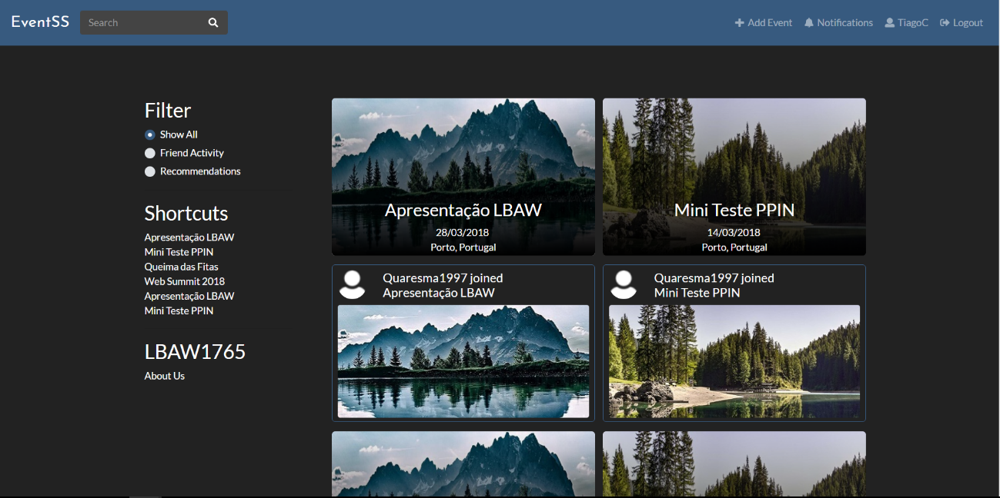 EventSS
Search
Add Event
Notifications
TiagoC
Logout
Filter
Show All
Friend Activity
Recommendations
Shortcuts
Apresentação LBAW
Mini Teste PPIN
Queima das Fitas
Web Summit 2018
Apresentação LBAW
Mini Teste PPIN
LBAW1765
About Us
Apresentação LBAW
28/03/2018
Porto, Portugal
Mini Teste PPIN
14/03/2018
Porto, Portugal
Quaresma1997 joined
Apresentação LBAW
Quaresma1997 joined
Mini Teste PPIN